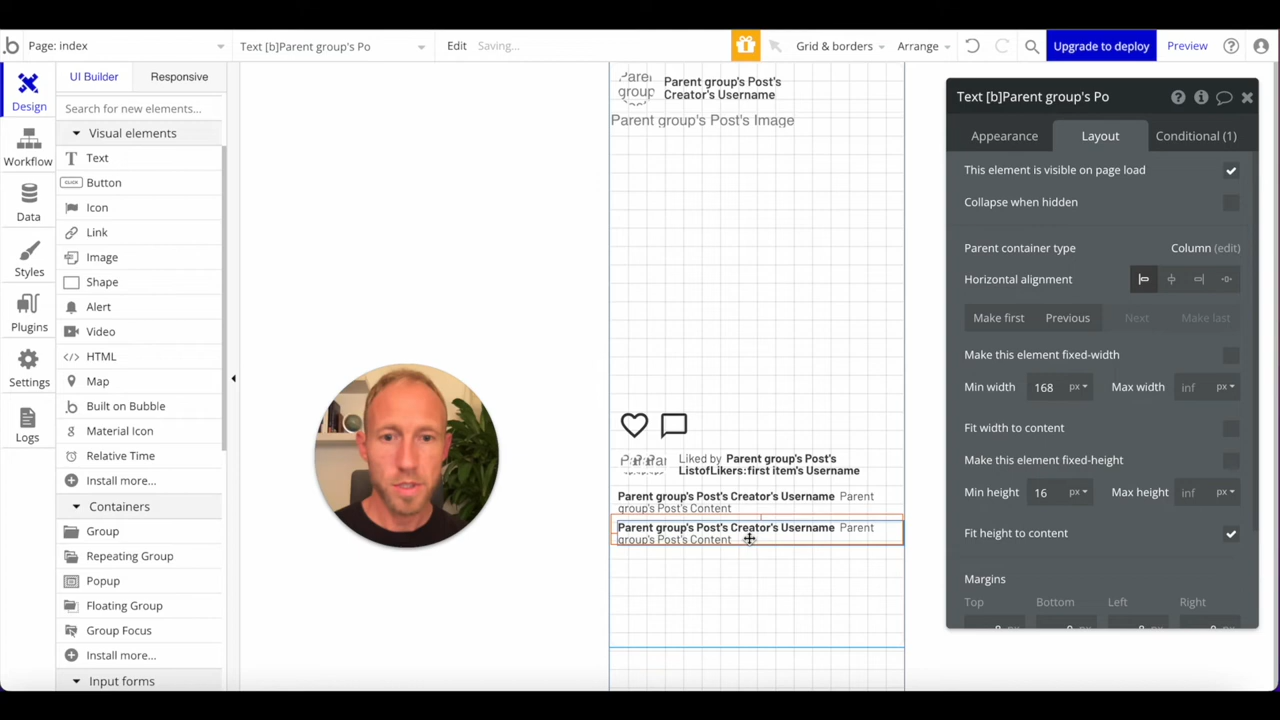 b Page: index
Text [b]Parent group's Po
Edit
Saving...
Grid & borders
Arrange
Upgrade to deploy
Preview
Design
Workflow
Data
Styles
Plugins
Settings
Logs
UI Builder
Responsive
Search for new elements...
Visual elements
Text
CLICK Button
Icon
Link
Image
Shape
Alert
Video
</> HTML
Map
b Built on Bubble
Material Icon
Relative Time
Install more...
Containers
Group
Repeating Group
Popup
Floating Group
Group Focus
Install more...
Input forms
Parent group's Post's
Creator's Username
Parent group's Post's Image
Liked by Parent group's Post's
ListofLikers:first item's Username
Parent group's Post's Creator's Username Parent
group's Post's Content
Parent group's Post's Creator's Username Parent
group's Post's Content
Text [b]Parent group's Po
Appearance
Layout
Conditional (1)
This element is visible on page load
Collapse when hidden
Parent container type
Column (edit)
Horizontal alignment
Make first
Previous
Next
Make last
Make this element fixed-width
Min width
168
px
Max width
inf
px
Fit width to content
Make this element fixed-height
Min height
16
px
Max height
inf
px
Fit height to content
Margins
Top
Bottom
Left
Right